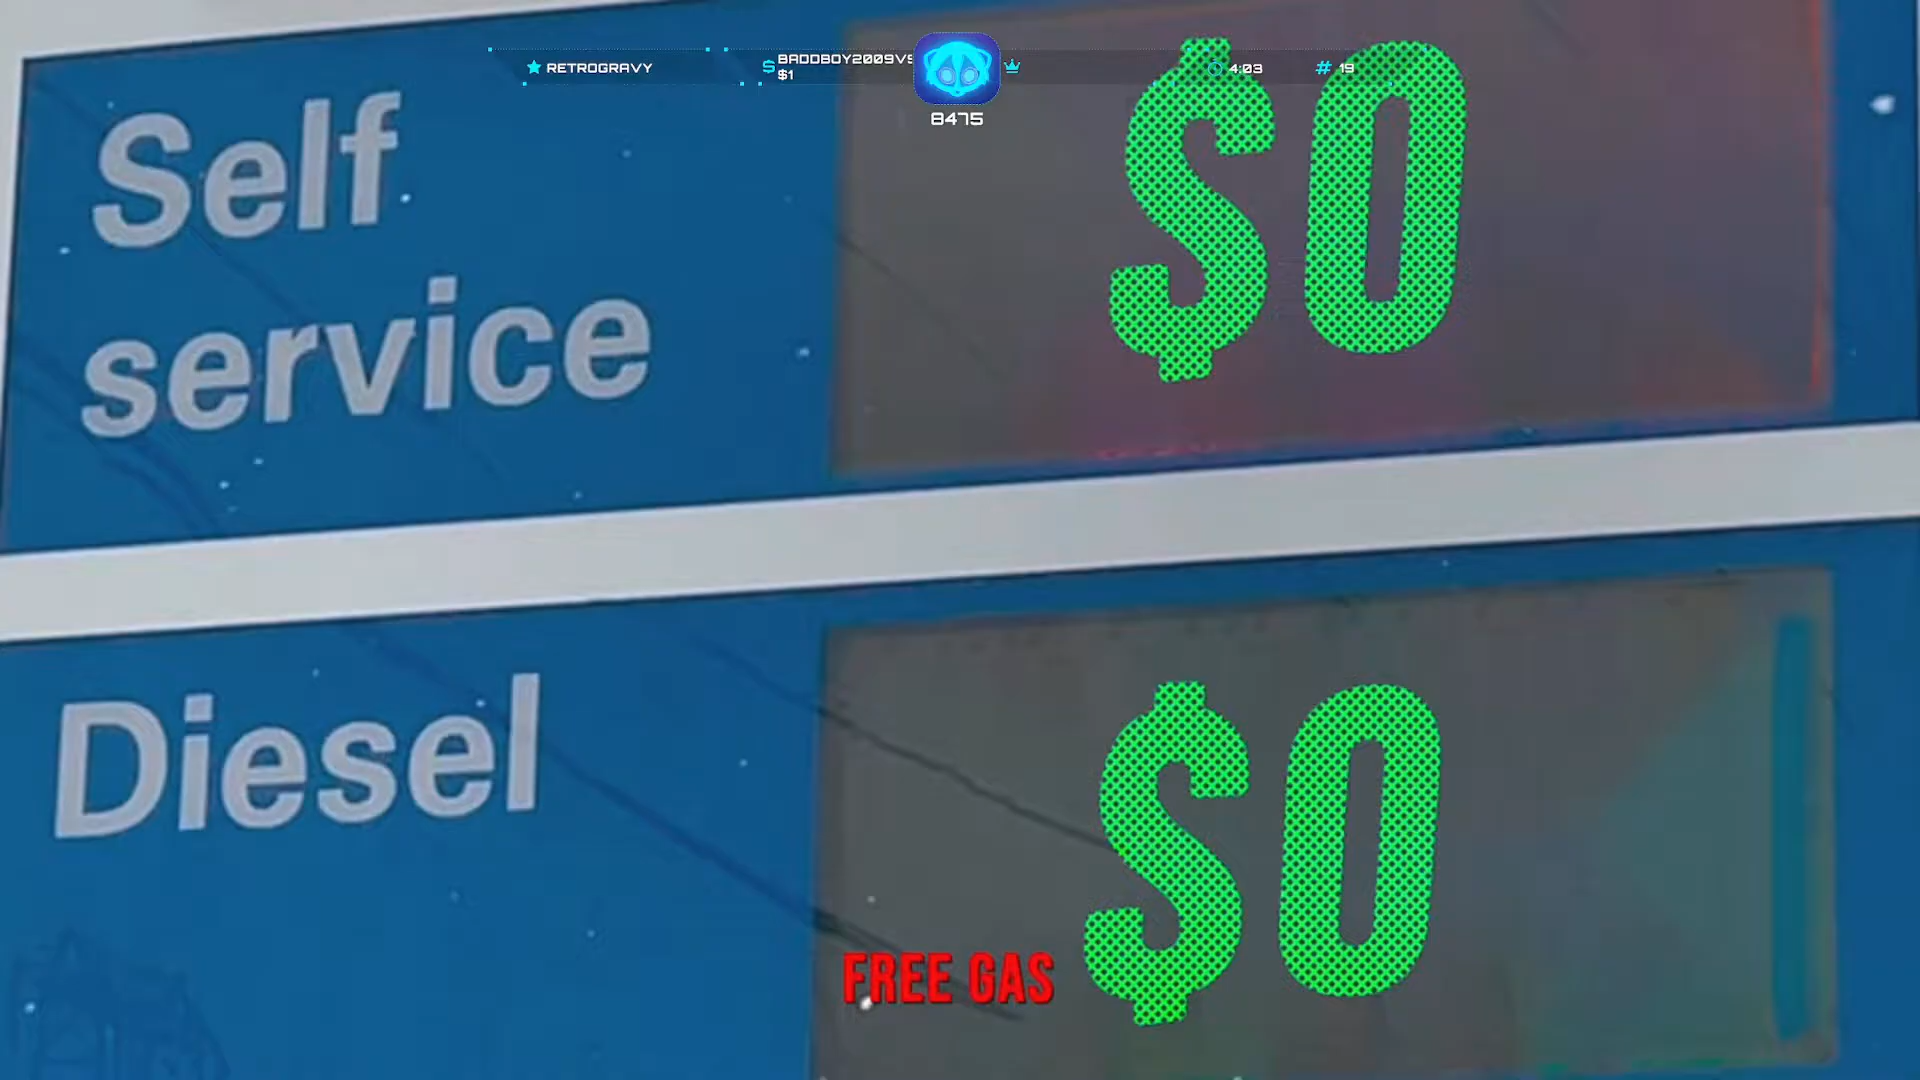 RETROGRAVY
BADDBOY2009VS
$1
4:03
# 19
8475
Self
service
$0
Diesel
$0
FREE GAS